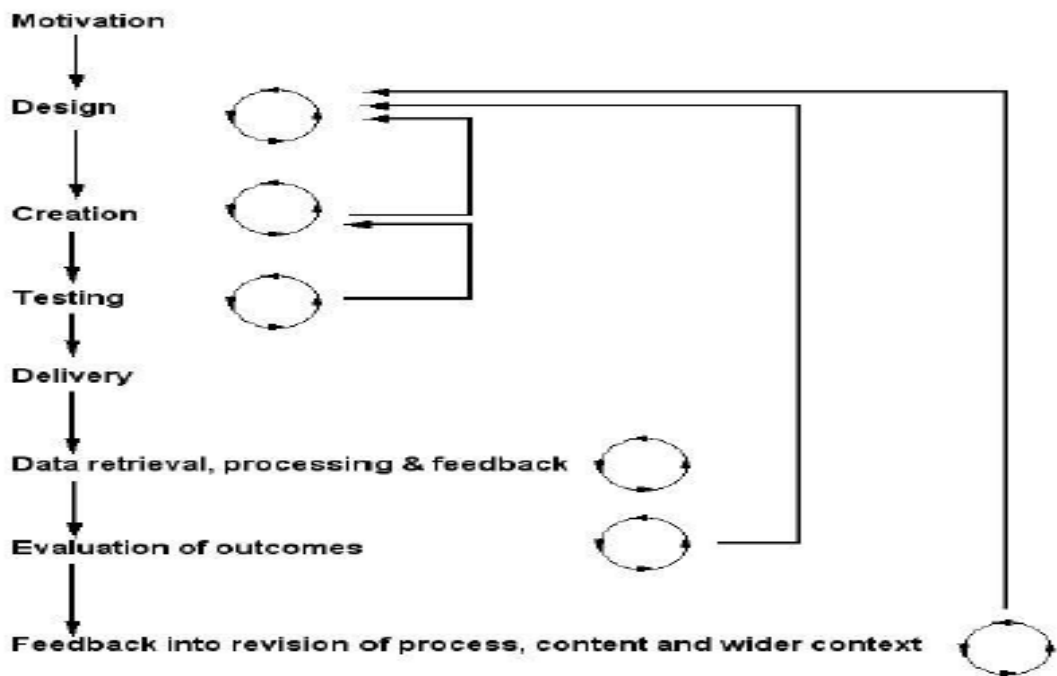 Motivation
Design
Creation
Testing
Delivery
Data retrieval, processing & feedback
Evaluation of outcomes
Feedback into revision of process, content and wider context